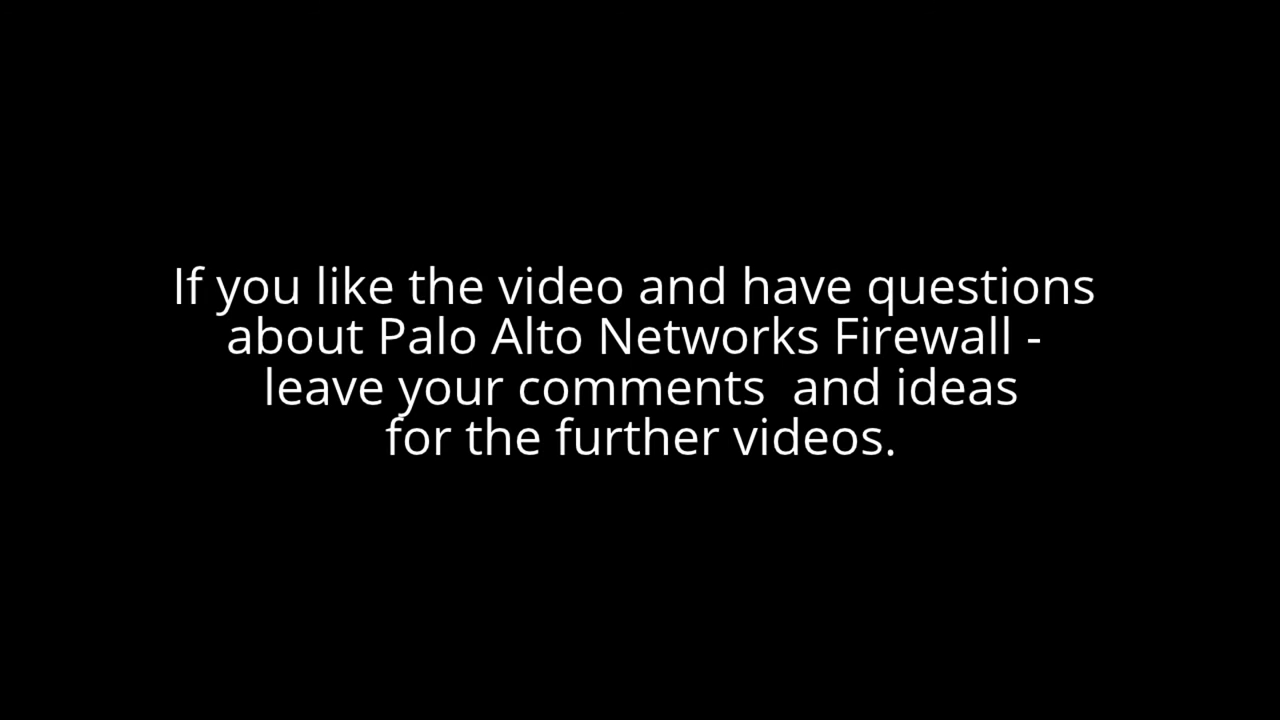 If you like the video and have questions
about Palo Alto Networks Firewall -
leave your comments  and ideas
for the further videos.